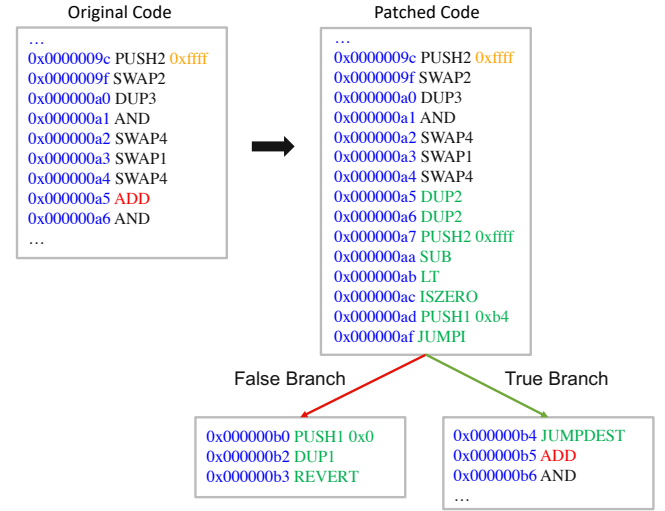 Original Code
…
0x0000009c PUSH2 0xffff
0x0000009f SWAP2
0x000000a0 DUP3
0x000000a1 AND
0x000000a2 SWAP4
0x000000a3 SWAP1
0x000000a4 SWAP4
0x000000a5 ADD
0x000000a6 AND
…
Patched Code
…
0x0000009c PUSH2 0xffff
0x0000009f SWAP2
0x000000a0 DUP3
0x000000a1 AND
0x000000a2 SWAP4
0x000000a3 SWAP1
0x000000a4 SWAP4
0x000000a5 DUP2
0x000000a6 DUP2
0x000000a7 PUSH2 0xffff
0x000000aa SUB
0x000000ab LT
0x000000ac ISZERO
0x000000ad PUSH1 0xb4
0x000000af JUMPI
False Branch
0x000000b0 PUSH1 0x0
0x000000b2 DUP1
0x000000b3 REVERT
True Branch
0x000000b4 JUMPDEST
0x000000b5 ADD
0x000000b6 AND
…